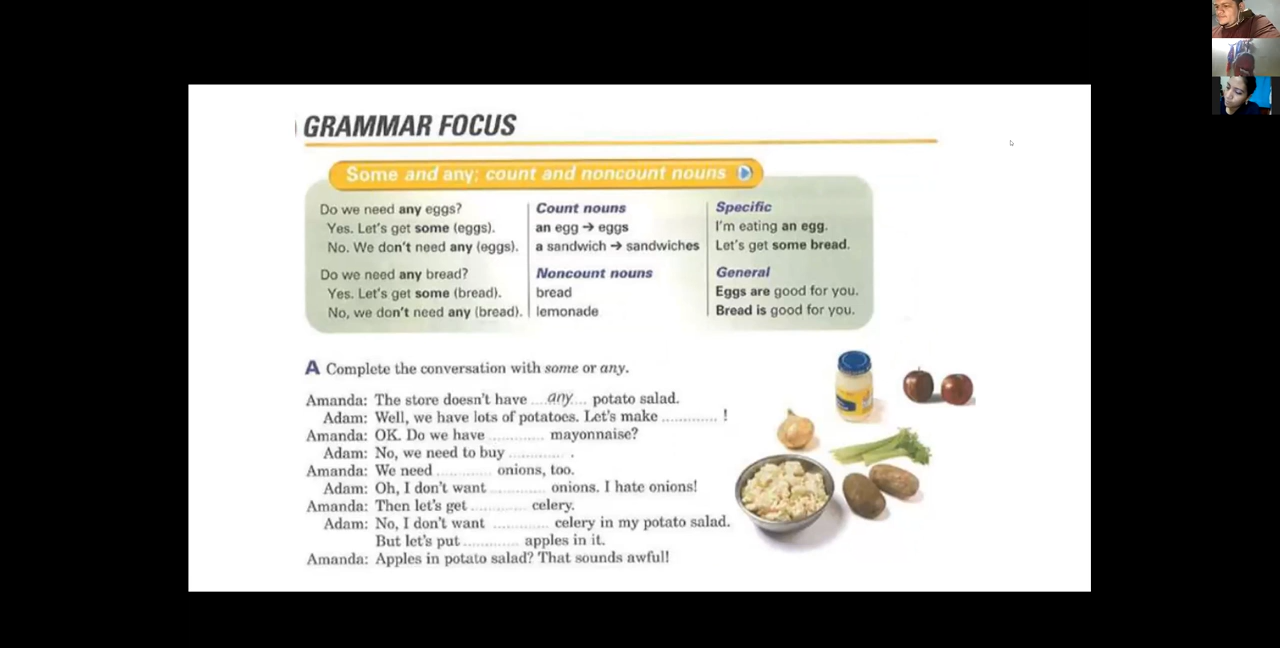 GRAMMAR FOCUS
Some and any; count and noncount nouns
Do we need any eggs?
Yes. Let's get some (eggs).
No. We don't need any (eggs).
Do we need any bread?
Yes. Let's get some (bread).
No, we don't need any (bread).
Count nouns
an egg → eggs
a sandwich → sandwiches
Noncount nouns
bread
lemonade
Specific
I'm eating an egg.
Let's get some bread.
General
Eggs are good for you.
Bread is good for you.
A Complete the conversation with some or any.
Amanda: The store doesn't have ....any.... potato salad.
Adam: Well, we have lots of potatoes. Let's make .............. !
Amanda: OK. Do we have .............. mayonnaise?
Adam: No, we need to buy .............. .
Amanda: We need .............. onions, too.
Adam: Oh, I don't want .............. onions. I hate onions!
Amanda: Then let's get .............. celery.
Adam: No, I don't want .............. celery in my potato salad.
But let's put .............. apples in it.
Amanda: Apples in potato salad? That sounds awful!